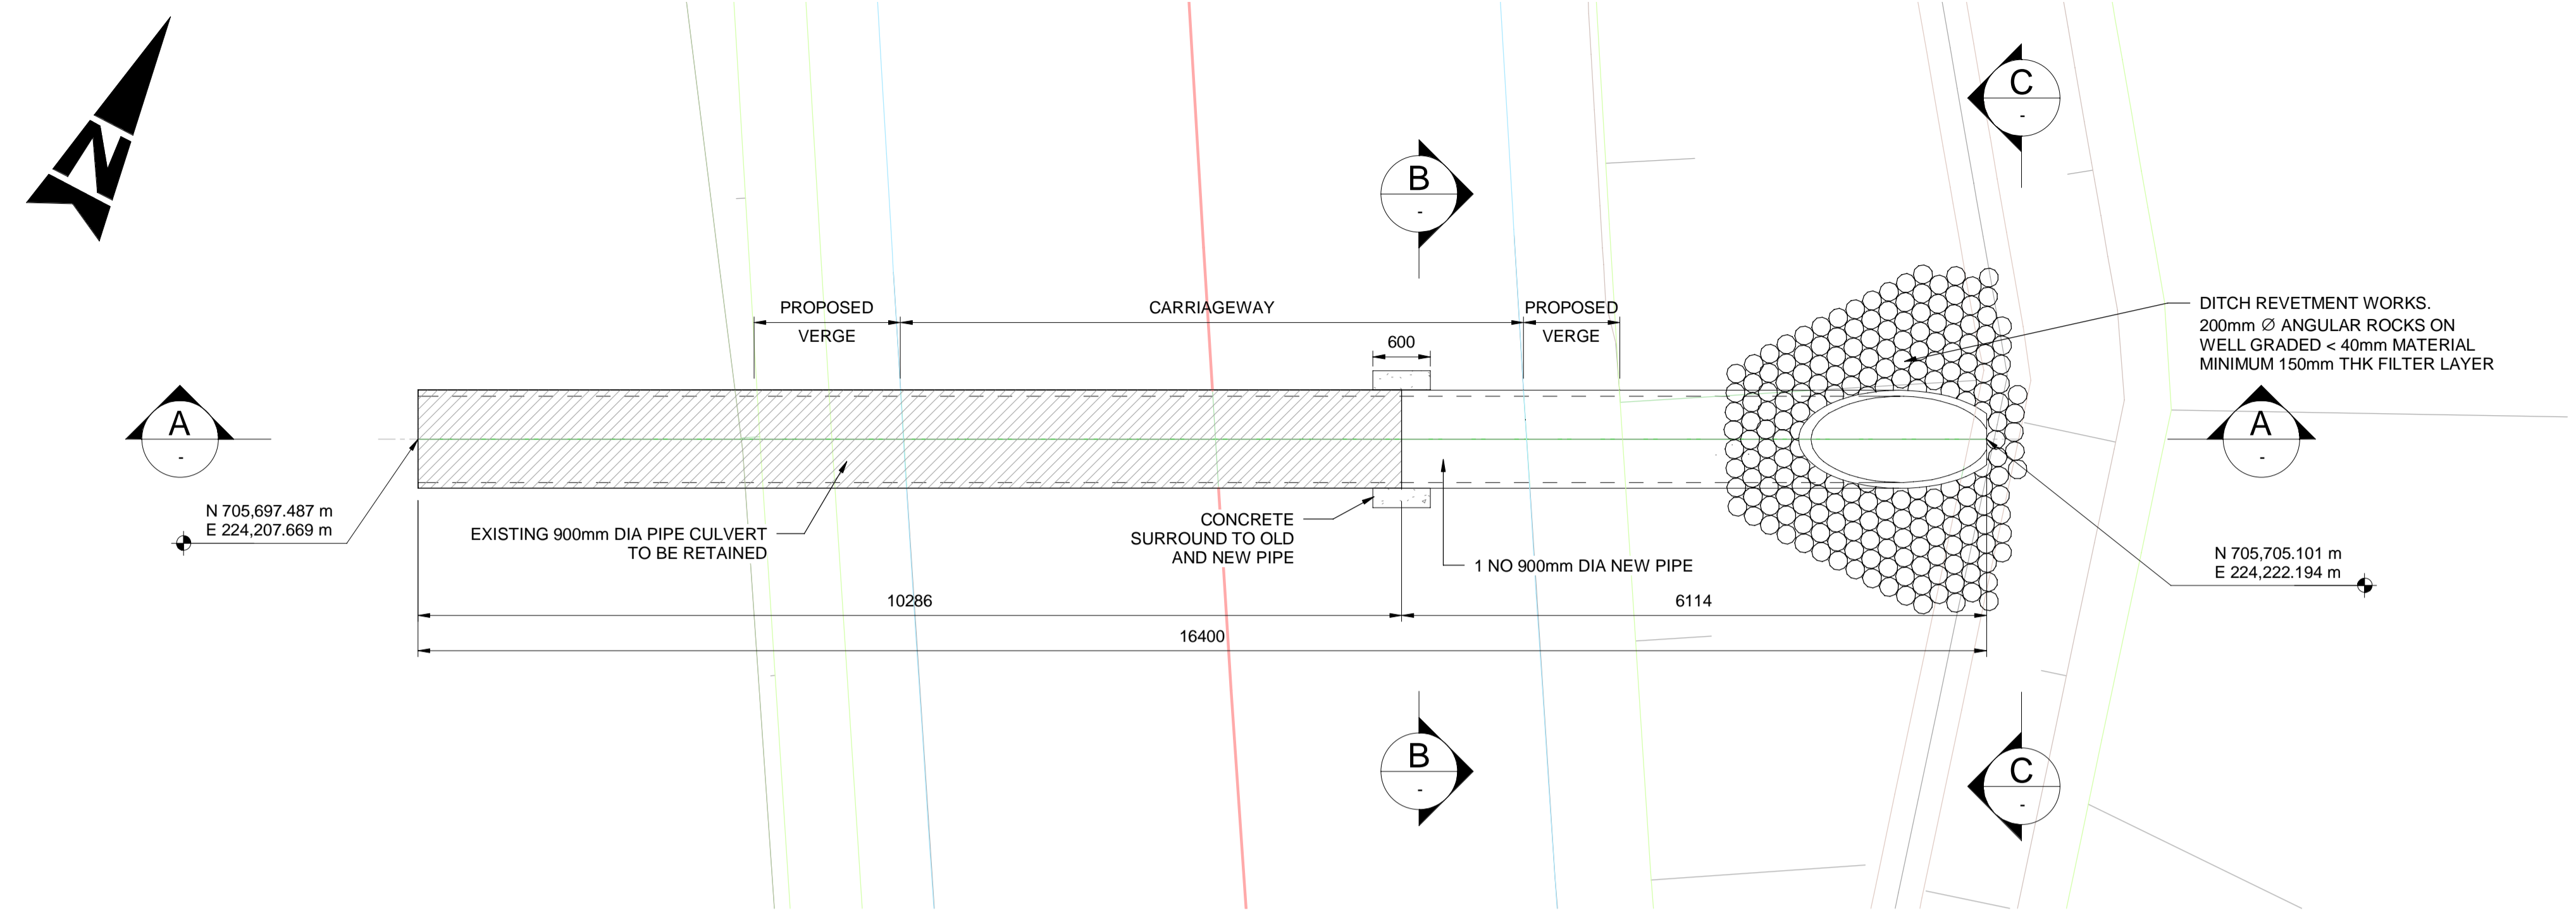 N
C
-
B
-
PROPOSED
VERGE
CARRIAGEWAY
PROPOSED
VERGE
600
DITCH REVETMENT WORKS.
200mm Ø ANGULAR ROCKS ON
WELL GRADED < 40mm MATERIAL
MINIMUM 150mm THK FILTER LAYER
A
-
A
-
N 705,697.487 m
E 224,207.669 m
EXISTING 900mm DIA PIPE CULVERT
TO BE RETAINED
CONCRETE
SURROUND TO OLD
AND NEW PIPE
1 NO 900mm DIA NEW PIPE
N 705,705.101 m
E 224,222.194 m
10286
6114
16400
B
-
C
-